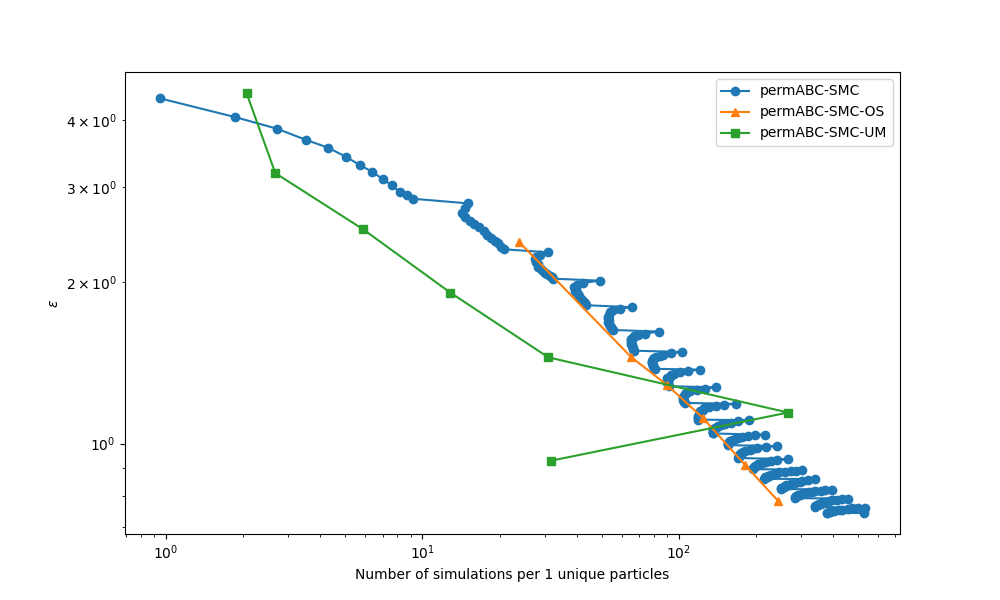 permABC-SMC
permABC-SMC-OS
permABC-SMC-UM
4 × 10⁰
3 × 10⁰
2 × 10⁰
10⁰
ε
10⁰
10¹
10²
Number of simulations per 1 unique particles